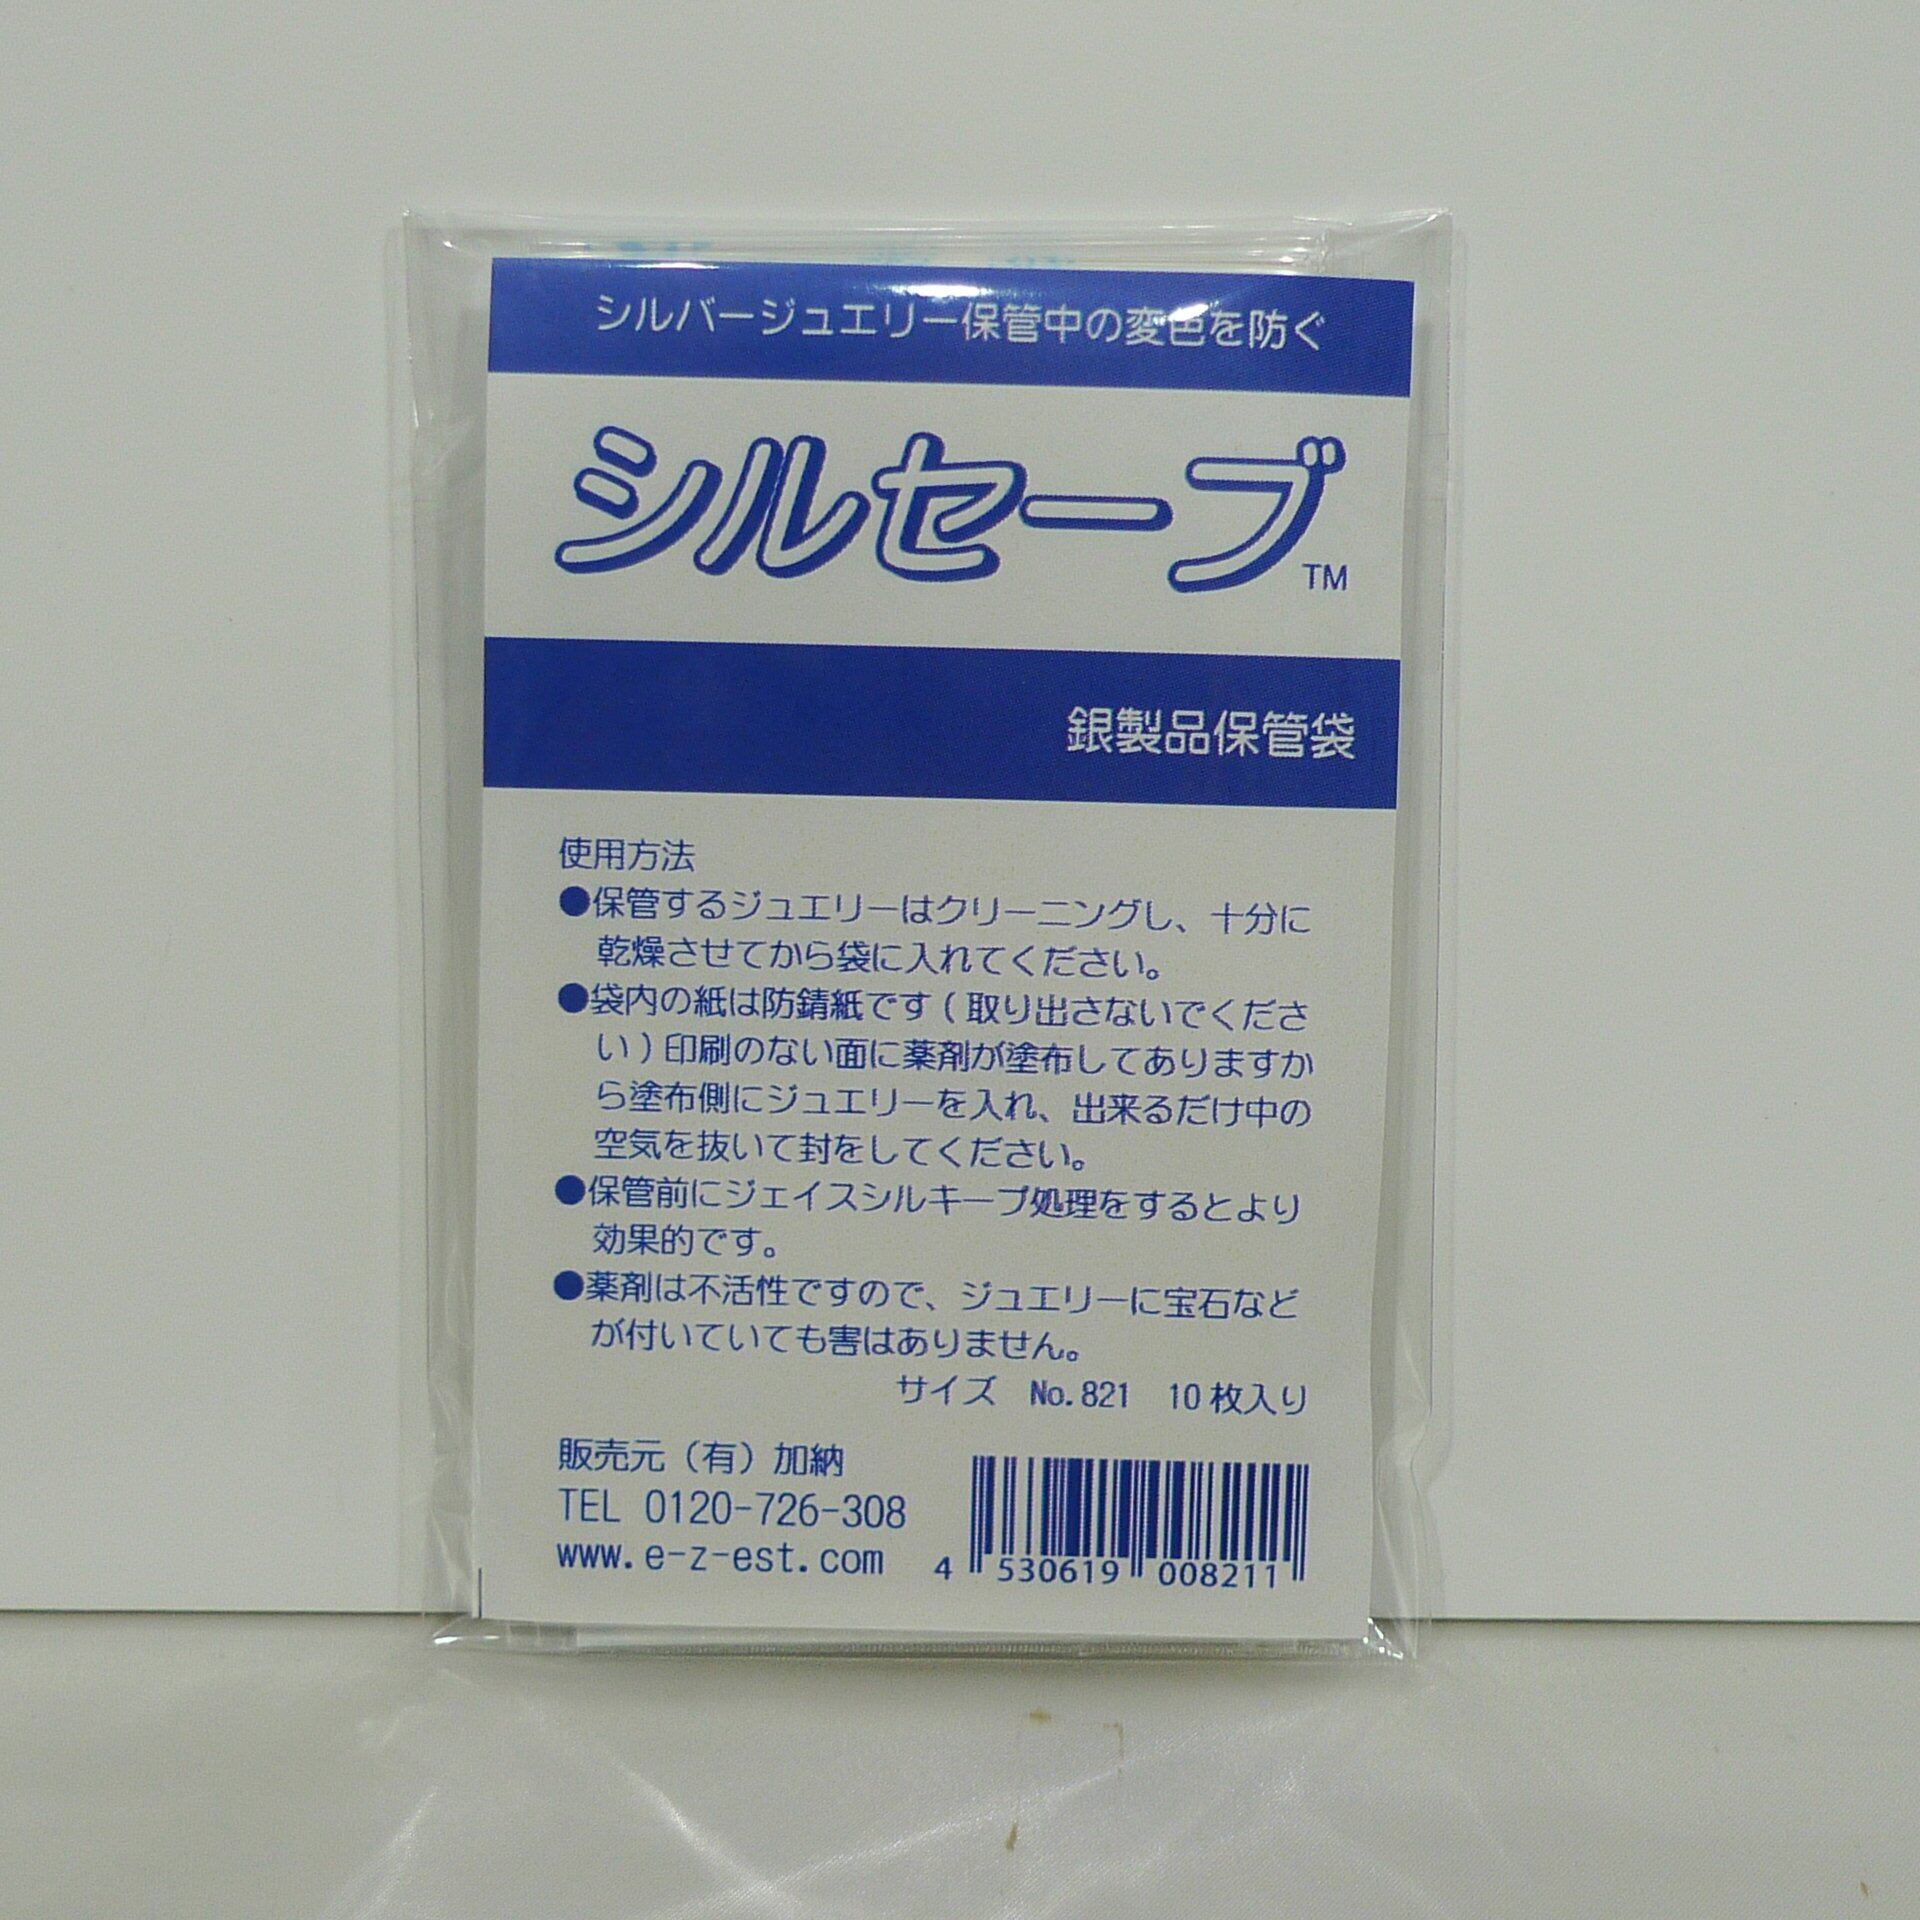 シルバージュエリー保管中の変色を防ぐ
シルセーブ™
銀製品保管袋
使用方法
●保管するジュエリーはクリーニングし、十分に
乾燥させてから袋に入れてください。
●袋内の紙は防錆紙です(取り出さないでくださ
い)印刷のない面に薬剤が塗布してありますか
ら塗布側にジュエリーを入れ、出来るだけ中の
空気を抜いて封をしてください。
●保管前にジェイスシルキープ処理をするとより
効果的です。
●薬剤は不活性ですので、ジュエリーに宝石など
が付いていても害はありません。
サイズ No.821 10枚入り
販売元(有)加納
TEL 0120-726-308
www.e-z-est.com
4 530619 008211